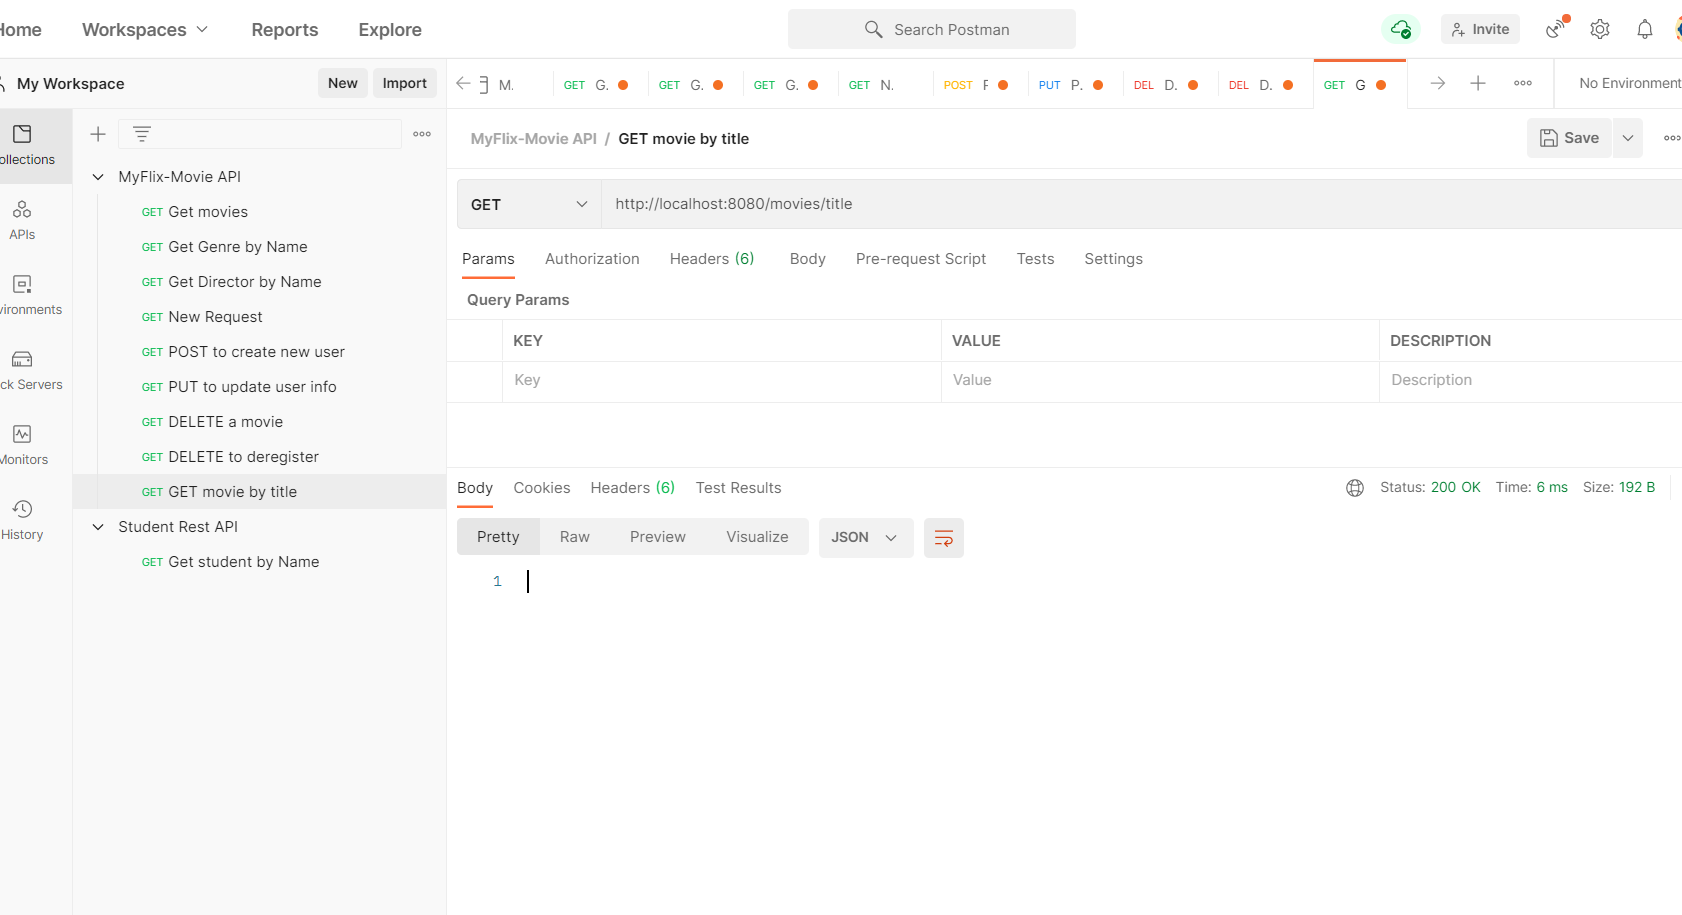 Home Workspaces Reports Explore Search Postman Invite
My Workspace New Import M. GET G. GET G. GET G. GET N. POST PUT P. DEL D. DEL D. GET G No Environment
MyFlix-Movie API / GET movie by title Save
ollections
APIs
vironments
ck Servers
Monitors
History
MyFlix-Movie API
GET Get movies
GET Get Genre by Name
GET Get Director by Name
GET New Request
GET POST to create new user
GET PUT to update user info
GET DELETE a movie
GET DELETE to deregister
GET GET movie by title
Student Rest API
GET Get student by Name
GET http://localhost:8080/movies/title
Params Authorization Headers (6) Body Pre-request Script Tests Settings
Query Params
KEY VALUE DESCRIPTION
Key Value Description
Body Cookies Headers (6) Test Results Status: 200 OK Time: 6 ms Size: 192 B
Pretty Raw Preview Visualize JSON
1